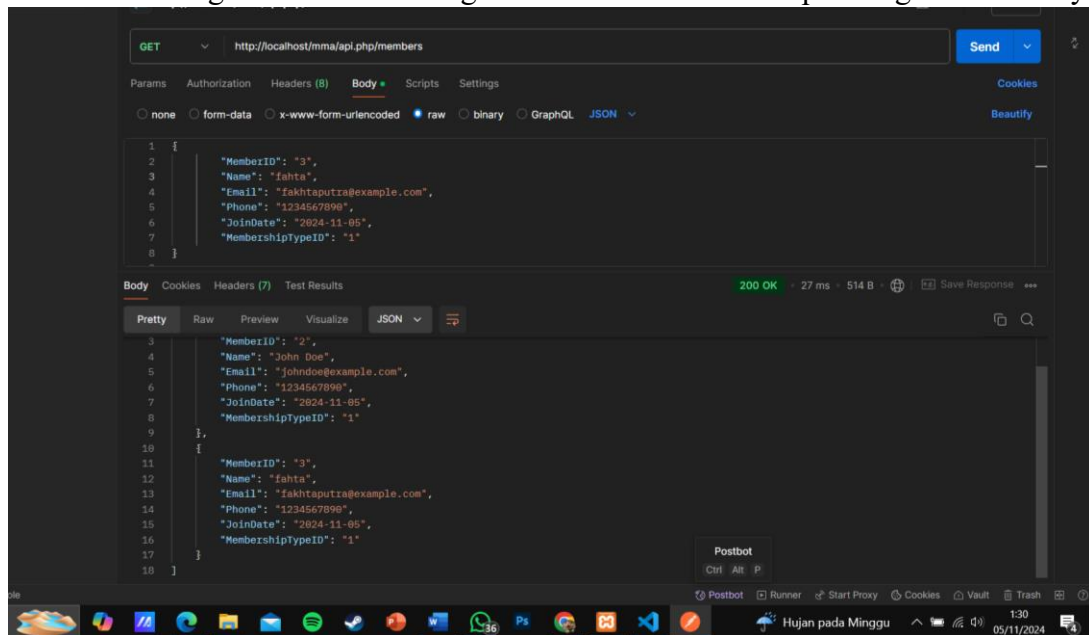 GET http://localhost/mma/api.php/members Send
Params Authorization Headers (8) Body Scripts Settings Cookies
none form-data x-www-form-urlencoded raw binary GraphQL JSON Beautify
1 {
2 "MemberID": "3",
3 "Name": "fahta",
4 "Email": "fakhtaputra@example.com",
5 "Phone": "1234567890",
6 "JoinDate": "2024-11-05",
7 "MembershipTypeID": "1"
8 }
Body Cookies Headers (7) Test Results 200 OK 27 ms 514 B Save Response
Pretty Raw Preview Visualize JSON
3 "MemberID": "2",
4 "Name": "John Doe",
5 "Email": "johndoe@example.com",
6 "Phone": "1234567890",
7 "JoinDate": "2024-11-05",
8 "MembershipTypeID": "1"
9 },
10 {
11 "MemberID": "3",
12 "Name": "fahta",
13 "Email": "fakhtaputra@example.com",
14 "Phone": "1234567890",
15 "JoinDate": "2024-11-05",
16 "MembershipTypeID": "1"
17 }
18 ]
Postbot
Ctrl Alt P
Postbot Runner Start Proxy Cookies Vault Trash
36 Ps Hujan pada Minggu 1:30
05/11/2024 4